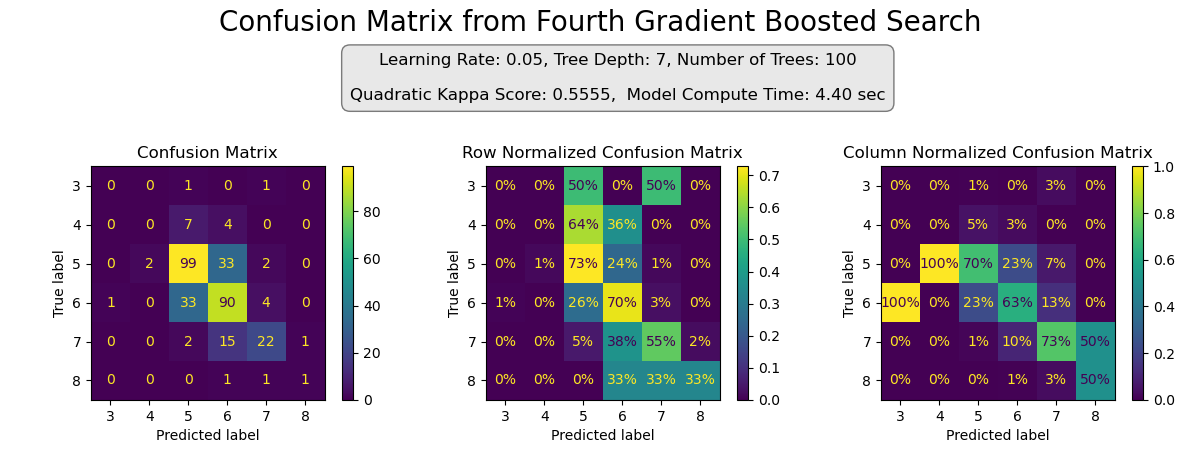 Confusion Matrix from Fourth Gradient Boosted Search
Learning Rate: 0.05, Tree Depth: 7, Number of Trees: 100
Quadratic Kappa Score: 0.5555,  Model Compute Time: 4.40 sec
Confusion Matrix
True label
3 0 0 1 0 1 0
4 0 0 7 4 0 0
5 0 2 99 33 2 0
6 1 0 33 90 4 0
7 0 0 2 15 22 1
8 0 0 0 1 1 1
3 4 5 6 7 8
Predicted label
80
60
40
20
0
Row Normalized Confusion Matrix
True label
3 0% 0% 50% 0% 50% 0%
4 0% 0% 64% 36% 0% 0%
5 0% 1% 73% 24% 1% 0%
6 1% 0% 26% 70% 3% 0%
7 0% 0% 5% 38% 55% 2%
8 0% 0% 0% 33% 33% 33%
3 4 5 6 7 8
Predicted label
0.7
0.6
0.5
0.4
0.3
0.2
0.1
0.0
Column Normalized Confusion Matrix
True label
3 0% 0% 1% 0% 3% 0%
4 0% 0% 5% 3% 0% 0%
5 0% 100% 70% 23% 7% 0%
6 100% 0% 23% 63% 13% 0%
7 0% 0% 1% 10% 73% 50%
8 0% 0% 0% 1% 3% 50%
3 4 5 6 7 8
Predicted label
1.0
0.8
0.6
0.4
0.2
0.0